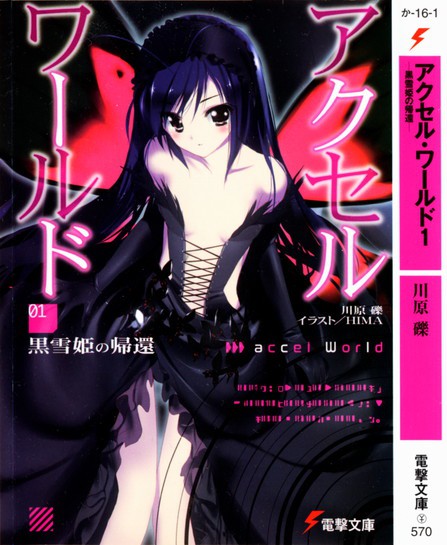 アクセル
ワールド
01
黒雪姫の帰還
川原 礫
イラスト/HIMA
accel World
電撃文庫
か-16-1
アクセル・ワールド1
―黒雪姫の帰還―
川原 礫
電撃文庫
¥
570